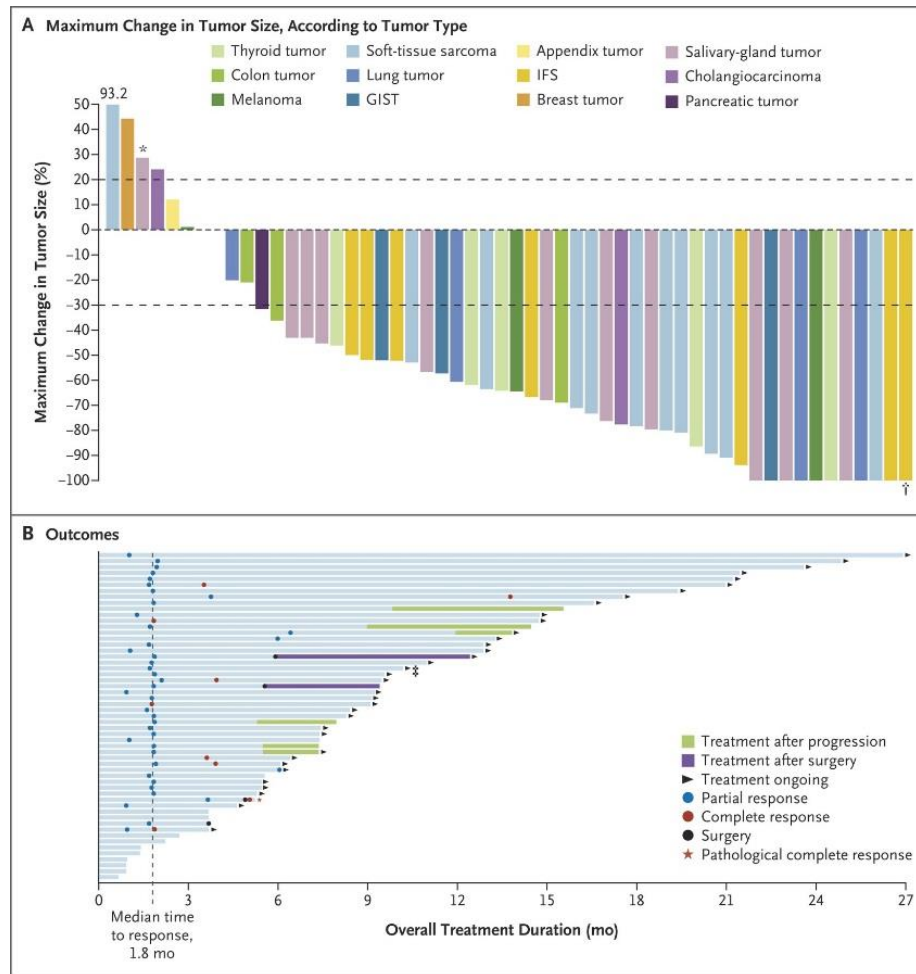 A Maximum Change in Tumor Size, According to Tumor Type
Thyroid tumor Soft-tissue sarcoma Appendix tumor Salivary-gland tumor
Colon tumor Lung tumor IFS Cholangiocarcinoma
Melanoma GIST Breast tumor Pancreatic tumor
93.2
*
Maximum Change in Tumor Size (%)
50
40
30
20
10
0
−10
−20
−30
−40
−50
−60
−70
−80
−90
−100
†
B Outcomes
‡
Treatment after progression
Treatment after surgery
Treatment ongoing
Partial response
Complete response
Surgery
Pathological complete response
0 3 6 9 12 15 18 21 24 27
Median time
to response,
1.8 mo
Overall Treatment Duration (mo)